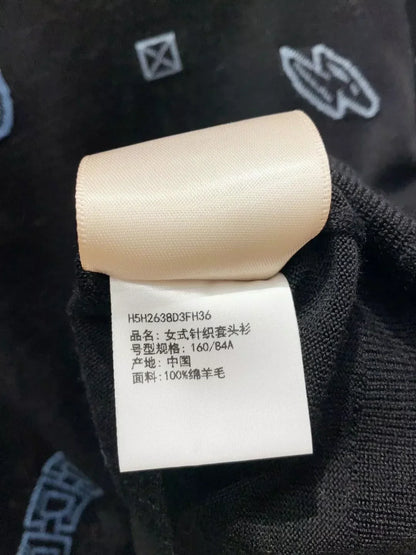 H5H2638D3FH36
品名: 女式针织套头衫
号型规格: 160/84A
产地: 中国
面料: 100%绵羊毛